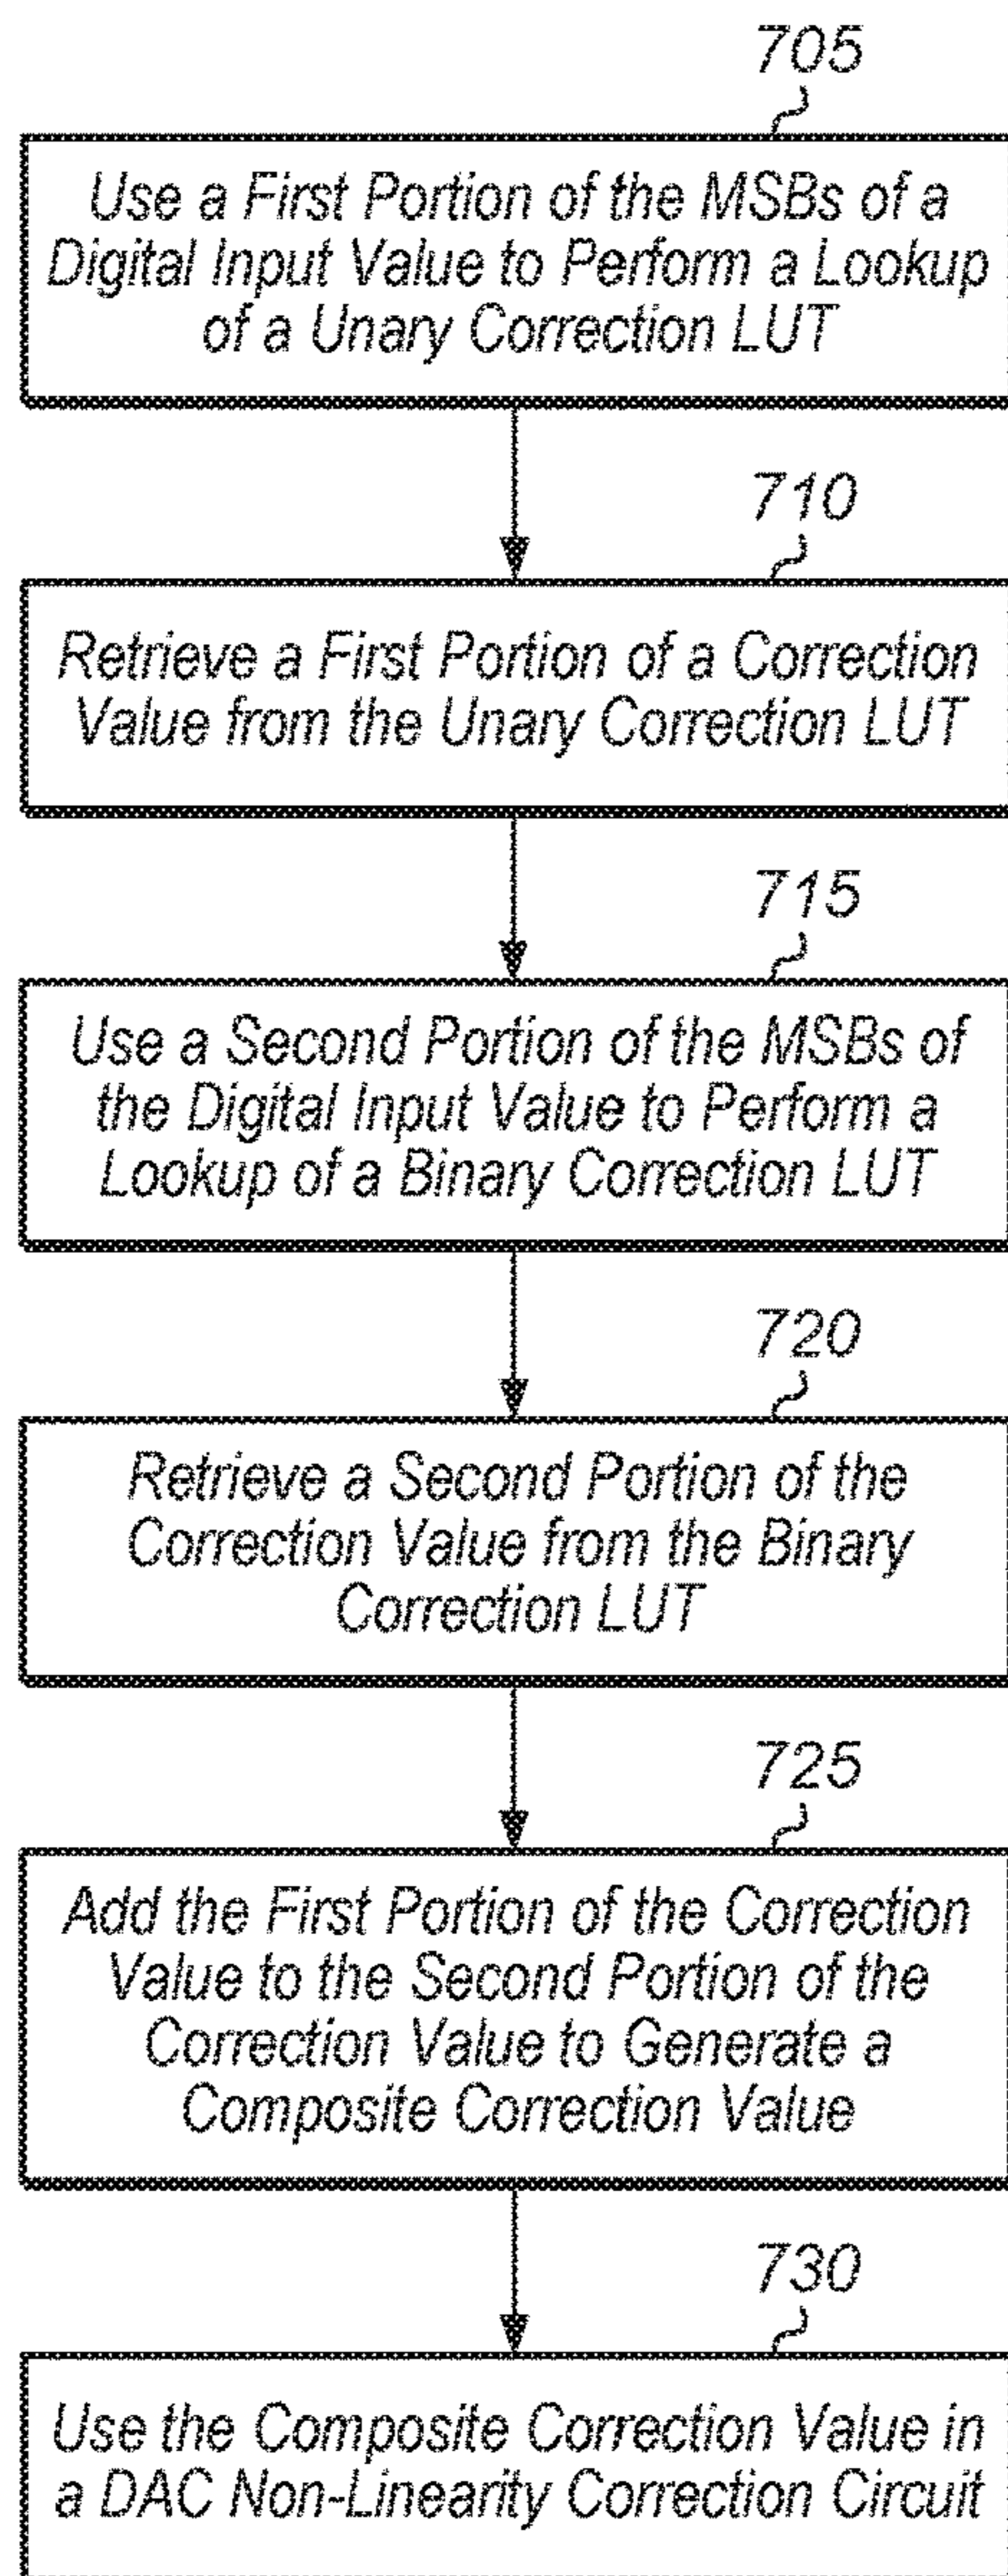 705
Use a First Portion of the MSBs of a
Digital Input Value to Perform a Lookup
of a Unary Correction LUT
710
Retrieve a First Portion of a Correction
Value from the Unary Correction LUT
715
Use a Second Portion of the MSBs of
the Digital Input Value to Perform a
Lookup of a Binary Correction LUT
720
Retrieve a Second Portion of the
Correction Value from the Binary
Correction LUT
725
Add the First Portion of the Correction
Value to the Second Portion of the
Correction Value to Generate a
Composite Correction Value
730
Use the Composite Correction Value in
a DAC Non-Linearity Correction Circuit